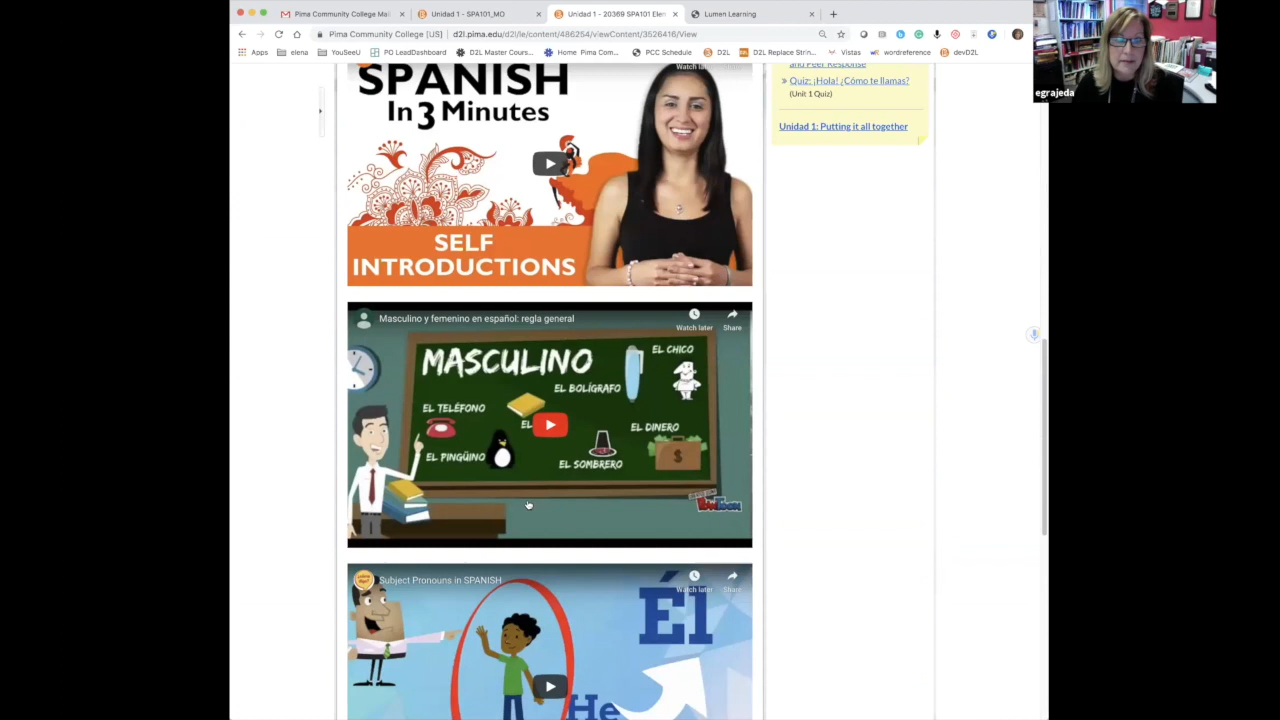 Pima Community College Mai
Unidad 1 - SPA101_MO
Unidad 1 - 20369 SPA101 Elem
Lumen Learning
Pima Community College [US]
d2l.pima.edu/d2l/le/content/486254/viewContent/3526416/View
Apps
elena
YouSeeU
PO LeadDashboard
D2L Master Cours...
Home Pima Com...
PCC Schedule
D2L
D2L Replace Strin...
Vistas
wordreference
devD2L
egrajeda
and Peer Response
» Quiz: ¡Hola! ¿Cómo te llamas?
(Unit 1 Quiz)
Unidad 1: Putting it all together
Watch later
Share
SPANISH
In 3 Minutes
SELF
INTRODUCTIONS
Masculino y femenino en español: regla general
Watch later
Share
MASCULINO
EL CHICO
EL BOLÍGRAFO
EL TELÉFONO
EL
EL DINERO
EL PINGÜINO
EL SOMBRERO
Subject Pronouns in SPANISH
Watch later
Share
Él
He